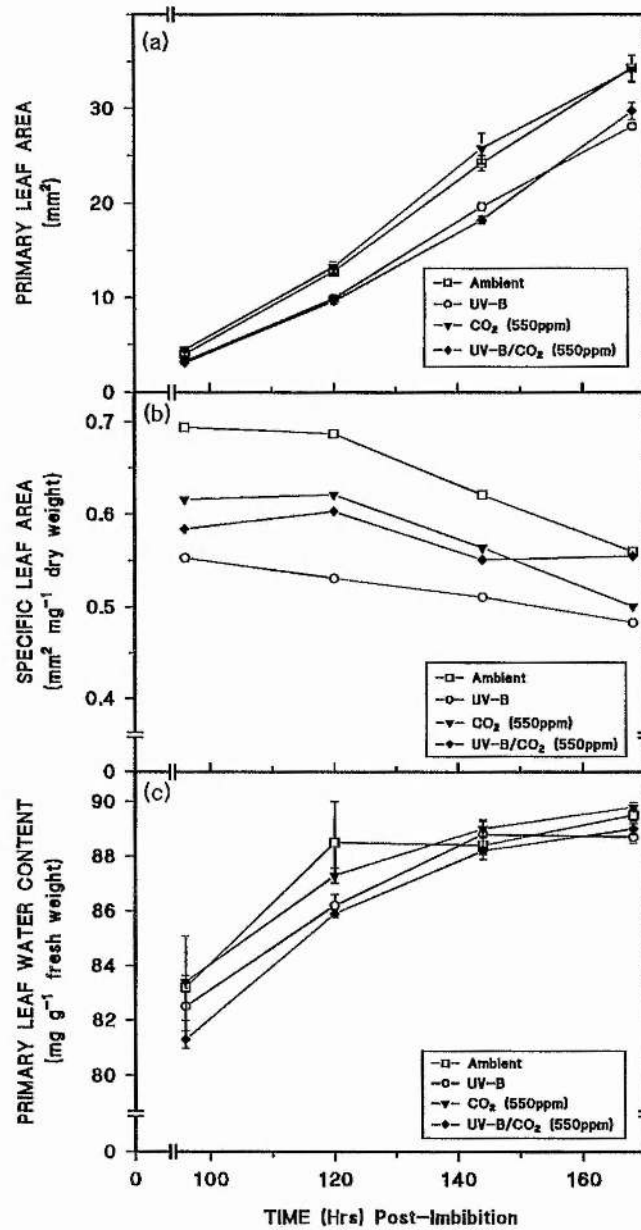 (a)
PRIMARY LEAF AREA
(mm²)
30
20
10
0
Ambient
UV-B
CO₂ (550ppm)
UV-B/CO₂ (550ppm)
(b)
SPECIFIC LEAF AREA
(mm² mg⁻¹ dry weight)
0.7
0.6
0.5
0.4
0
Ambient
UV-B
CO₂ (550ppm)
UV-B/CO₂ (550ppm)
(c)
PRIMARY LEAF WATER CONTENT
(mg g⁻¹ fresh weight)
90
88
86
84
82
80
0
Ambient
UV-B
CO₂ (550ppm)
UV-B/CO₂ (550ppm)
0 100 120 140 160
TIME (Hrs) Post-Imbibition